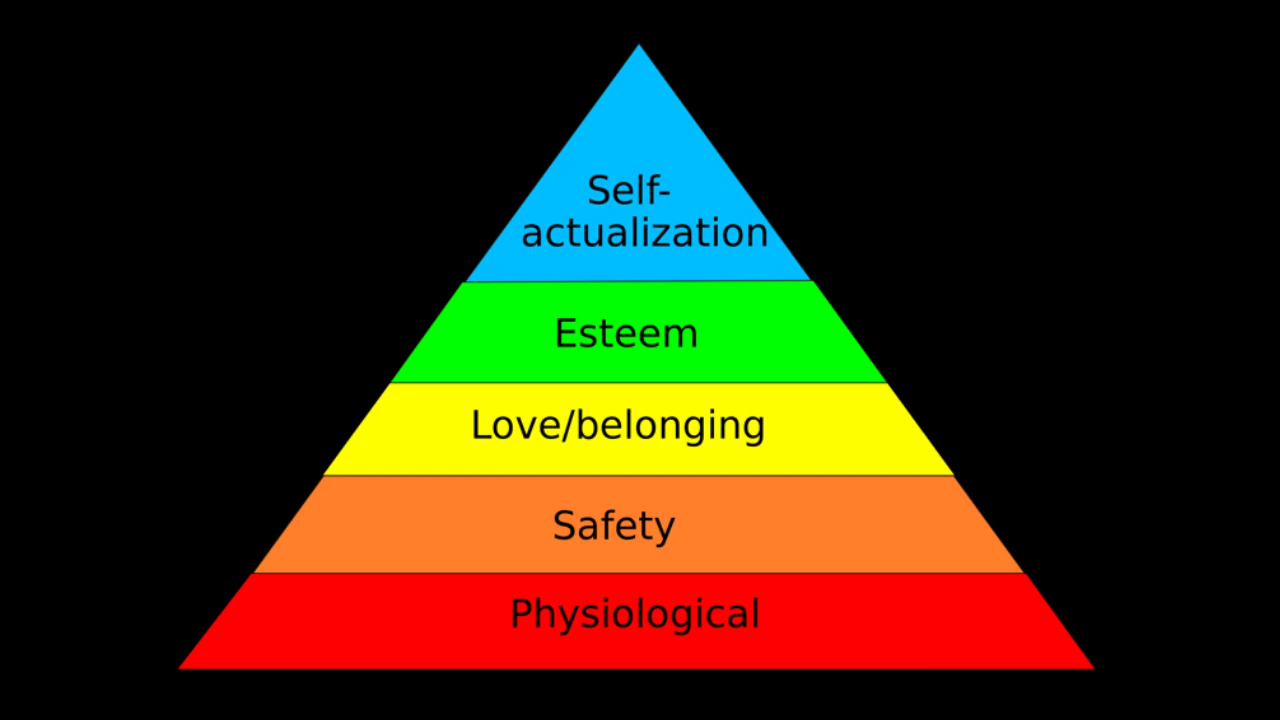 Self-
actualization
Esteem
Love/belonging
Safety
Physiological